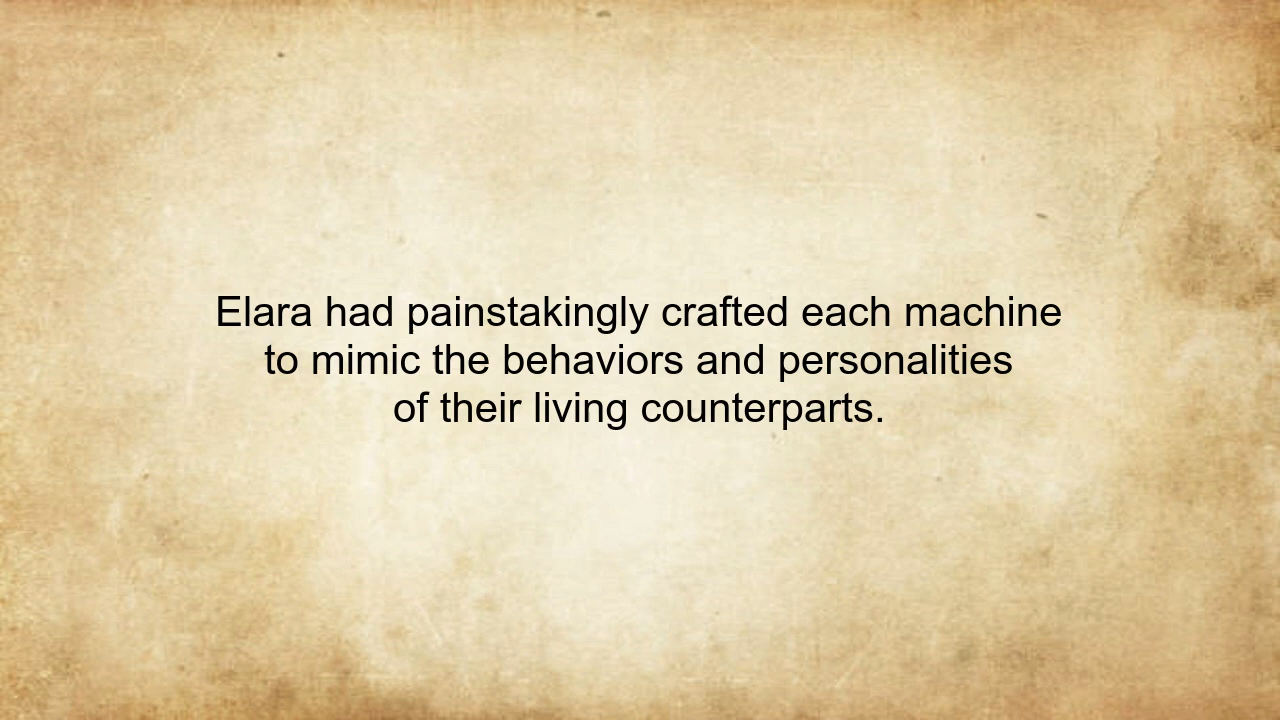 Elara had painstakingly crafted each machine
to mimic the behaviors and personalities
of their living counterparts.